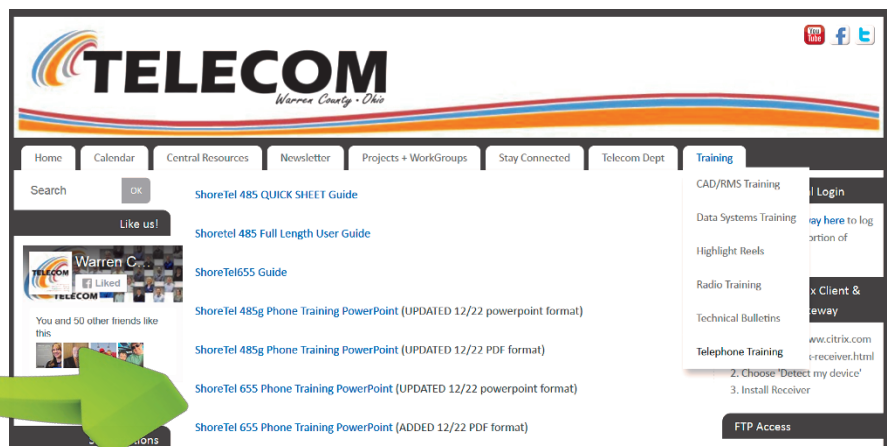 You
Tube
TELECOM
Warren County • Ohio
Home
Calendar
Central Resources
Newsletter
Projects + WorkGroups
Stay Connected
Telecom Dept
Training
Search
OK
Like us!
TELECOM
Warren C...
Liked
TELECOM
You and 50 other friends like
this
ShoreTel 485 QUICK SHEET Guide
Shoretel 485 Full Length User Guide
ShoreTel655 Guide
ShoreTel 485g Phone Training PowerPoint (UPDATED 12/22 powerpoint format)
ShoreTel 485g Phone Training PowerPoint (UPDATED 12/22 PDF format)
ShoreTel 655 Phone Training PowerPoint (UPDATED 12/22 powerpoint format)
ShoreTel 655 Phone Training PowerPoint (ADDED 12/22 PDF format)
CAD/RMS Training
Data Systems Training
Highlight Reels
Radio Training
Technical Bulletins
Telephone Training
Login
here to log
of
Client &
ww.citrix.com
-receiver.html
2. Choose 'Detect my device'
3. Install Receiver
FTP Access